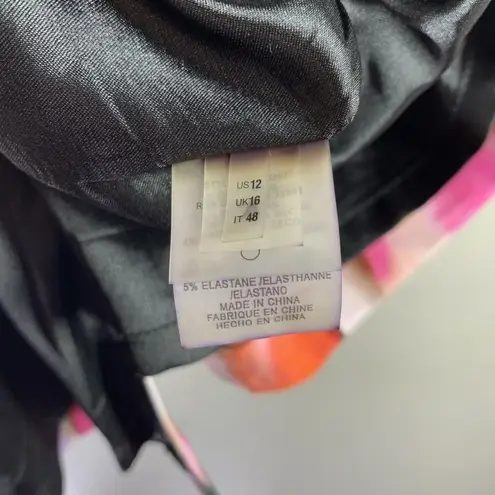 US 12
UK 16
IT 48
5% ELASTANE /ELASTHANNE
/ELASTANO
MADE IN CHINA
FABRIQUE EN CHINE
HECHO EN CHINA